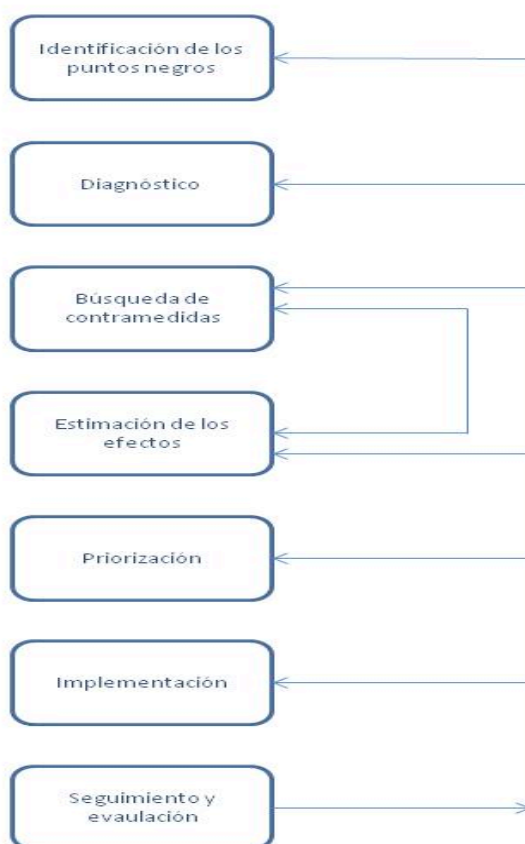 Identificación de los
puntos negros
Diagnóstico
Búsqueda de
contramedidas
Estimación de los
efectos
Priorización
Implementación
Seguimiento y
evaulación